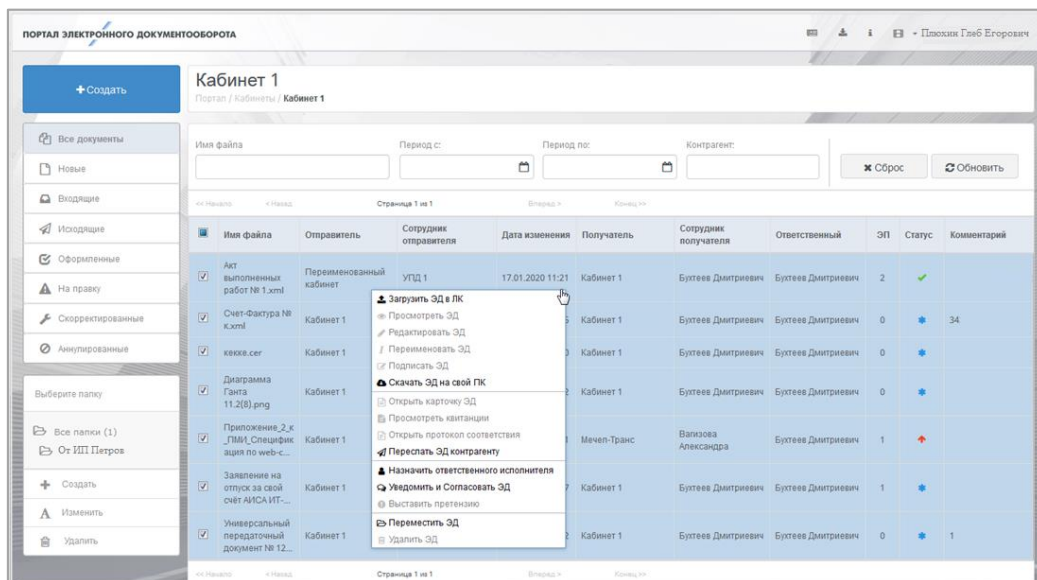 ПОРТАЛ ЭЛЕКТРОННОГО ДОКУМЕНТООБОРОТА
Плюхин Глеб Егорович
Создать
Кабинет 1
Портал / Кабинеты / Кабинет 1
Все документы
Новые
Входящие
Исходящие
Оформленные
На правку
Скорректированные
Аннулированные
Выберите папку
Все папки (1)
От ИП Петров
Создать
Изменить
Удалить
Имя файла Период с: Период по: Контрагент:
Сброс Обновить
<< Начало < Назад Страница 1 из 1 Вперед > Конец >>
Имя файла Отправитель Сотрудник отправителя Дата изменения Получатель Сотрудник получателя Ответственный ЭП Статус Комментарий
Акт выполненных работ № 1.xml Переименованный кабинет УПД 1 17.01.2020 11:21 Кабинет 1 Бухтеев Дмитриевич Бухтеев Дмитриевич 2
Счет-Фактура № к.xml Кабинет 1 5 Кабинет 1 Бухтеев Дмитриевич Бухтеев Дмитриевич 0 34
кекке.cer Кабинет 1 0 Кабинет 1 Бухтеев Дмитриевич Бухтеев Дмитриевич 0
Диаграмма Ганта 11.2(8).png Кабинет 1 2 Кабинет 1 Бухтеев Дмитриевич Бухтеев Дмитриевич 0
Приложение_2_к_ПМИ_Спецификация по web-с... Кабинет 1 Мечел-Транс Вагизова Александра Бухтеев Дмитриевич 1
Заявление на отпуск за свой счёт АИСА ИТ-... Кабинет 1 7 Кабинет 1 Бухтеев Дмитриевич Бухтеев Дмитриевич 1
Универсальный передаточный документ № 12... Кабинет 1 2 Кабинет 1 Бухтеев Дмитриевич Бухтеев Дмитриевич 0 1
Загрузить ЭД в ЛК
Просмотреть ЭД
Редактировать ЭД
Переименовать ЭД
Подписать ЭД
Скачать ЭД на свой ПК
Открыть карточку ЭД
Просмотреть квитанции
Открыть протокол соответствия
Переслать ЭД контрагенту
Назначить ответственного исполнителя
Уведомить и Согласовать ЭД
Выставить претензию
Переместить ЭД
Удалить ЭД
<< Начало < Назад Страница 1 из 1 Вперед > Конец >>